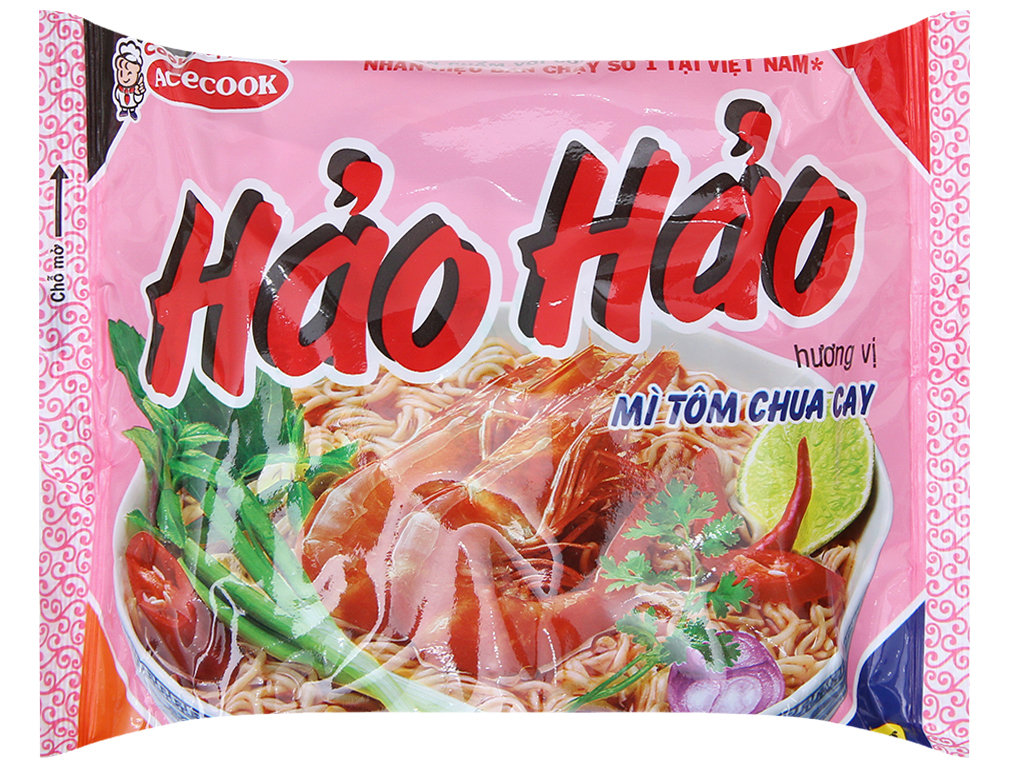 ACECOOK
NHÃN HIỆU BÁN CHẠY SỐ 1 TẠI VIỆT NAM*
Hảo Hảo
Chỗ mở
hương vị
MÌ TÔM CHUA CAY